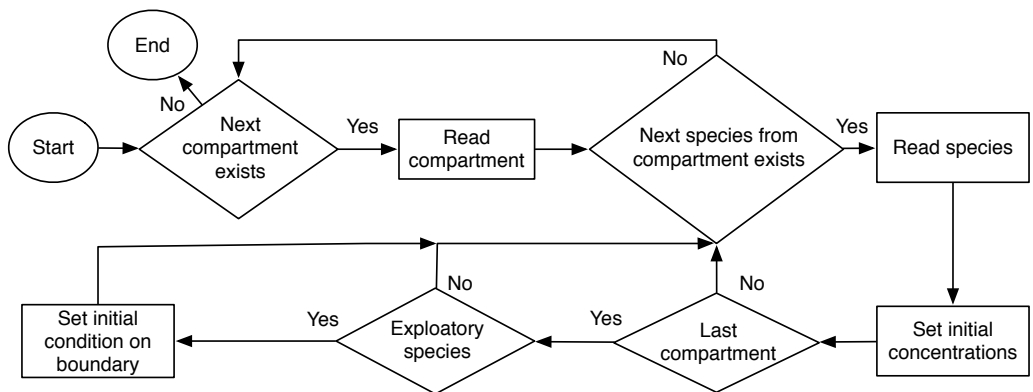 End
No
No
Start
Next
compartment
exists
Yes
Read
compartment
Next species from
compartment exists
Yes
Read species
No
No
Set initial
condition on
boundary
Yes
Exploatory
species
Yes
Last
compartment
Set initial
concentrations